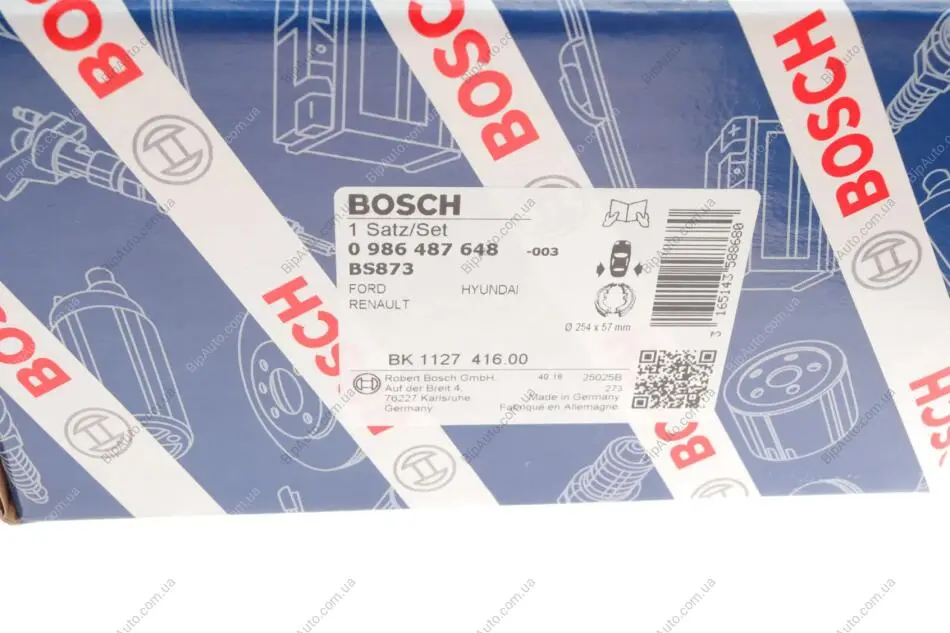 BOSCH
BOSCH
BOSCH
BOSCH
1 Satz/Set
0 986 487 648 -003
BS873
FORD HYUNDAI
RENAULT
Ø 254 x 57 mm
3 165143 588680
BK 1127 416.00
Robert Bosch GmbH. 40 18 25025B
Auf der Breit 4, 273
76227 Karlsruhe Made in Germany
Germany Fabriqué en Allemagne
BOSCH
BOSCH
BipAuto.com.ua